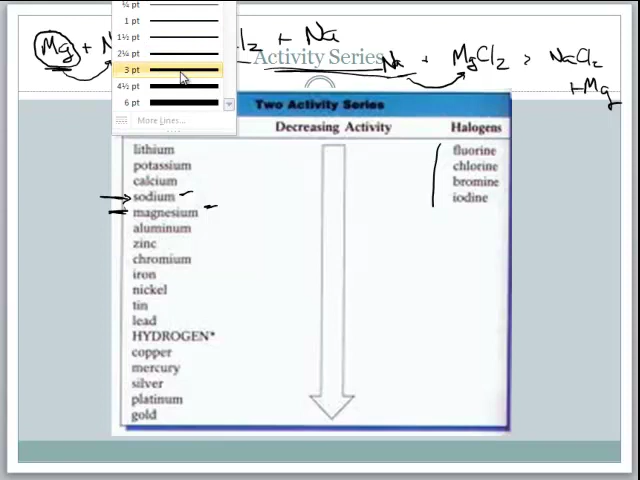 ¼ pt
1 pt
1½ pt
2¼ pt
3 pt
4½ pt
6 pt
More Lines...
Mg + N Cl2 + Na
Activity Series
Na + MgCl2 > NaCl2
+Mg
Two Activity Series
Decreasing Activity Halogens
lithium fluorine
potassium chlorine
calcium bromine
sodium iodine
magnesium
aluminum
zinc
chromium
iron
nickel
tin
lead
HYDROGEN*
copper
mercury
silver
platinum
gold